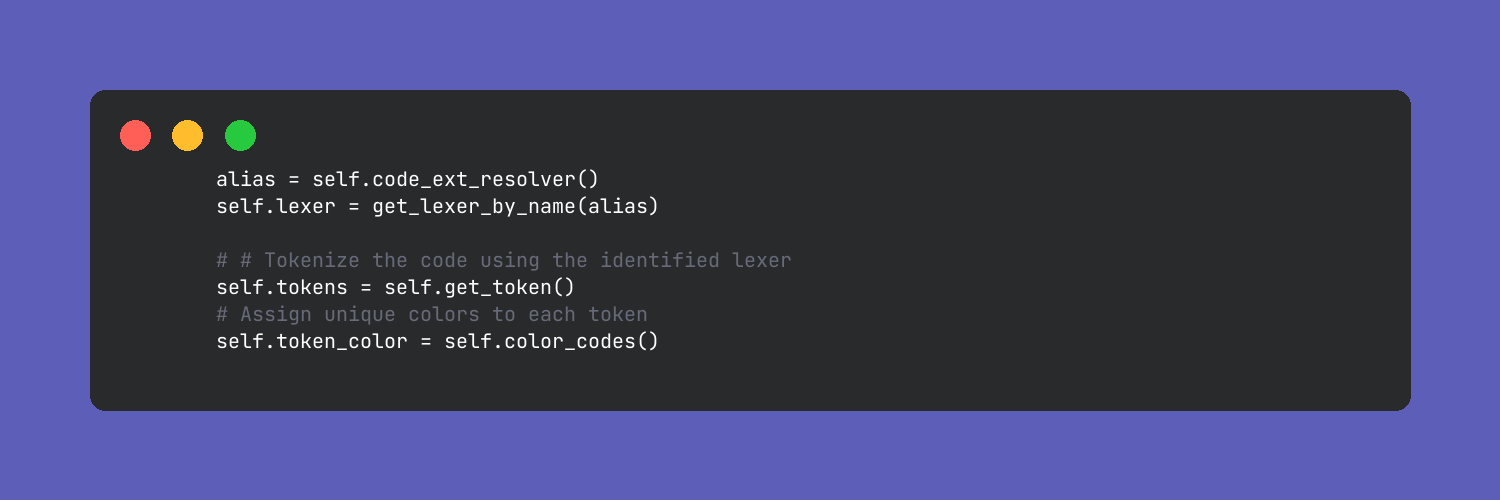 alias = self.code_ext_resolver()
self.lexer = get_lexer_by_name(alias)

# # Tokenize the code using the identified lexer
self.tokens = self.get_token()
# Assign unique colors to each token
self.token_color = self.color_codes()